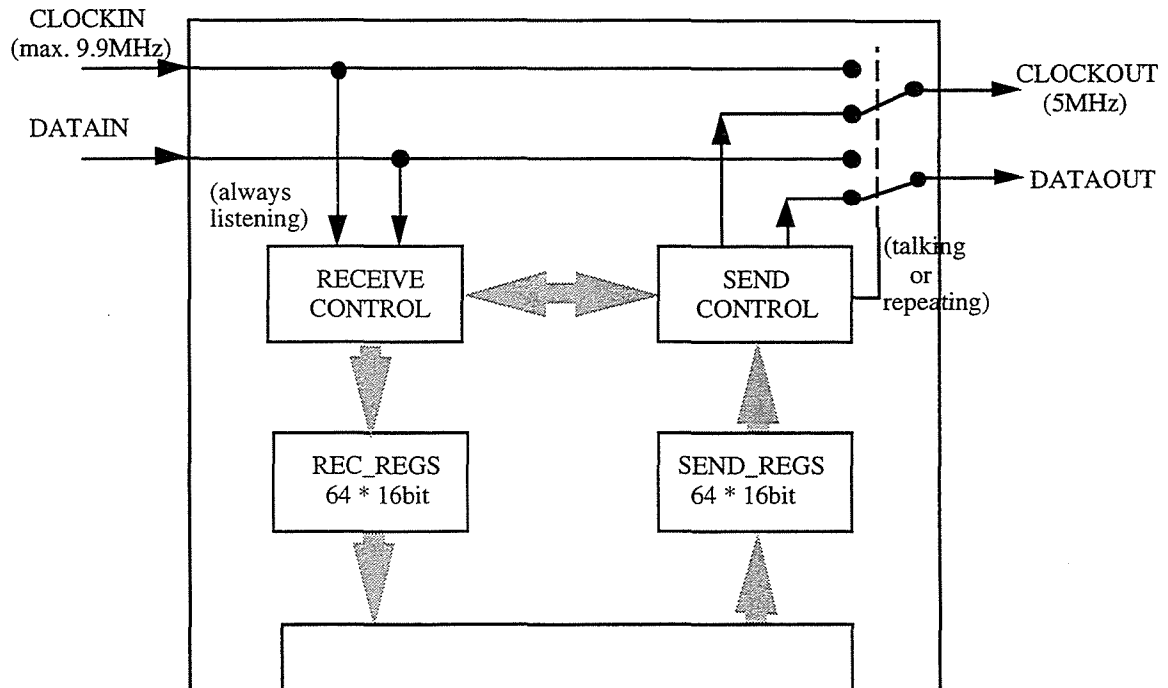 CLOCKIN
(max. 9.9MHz)
CLOCKOUT
(5MHz)
DATAIN
DATAOUT
(always
listening)
(talking
or
repeating)
RECEIVE
CONTROL
SEND
CONTROL
REC_REGS
64 * 16bit
SEND_REGS
64 * 16bit